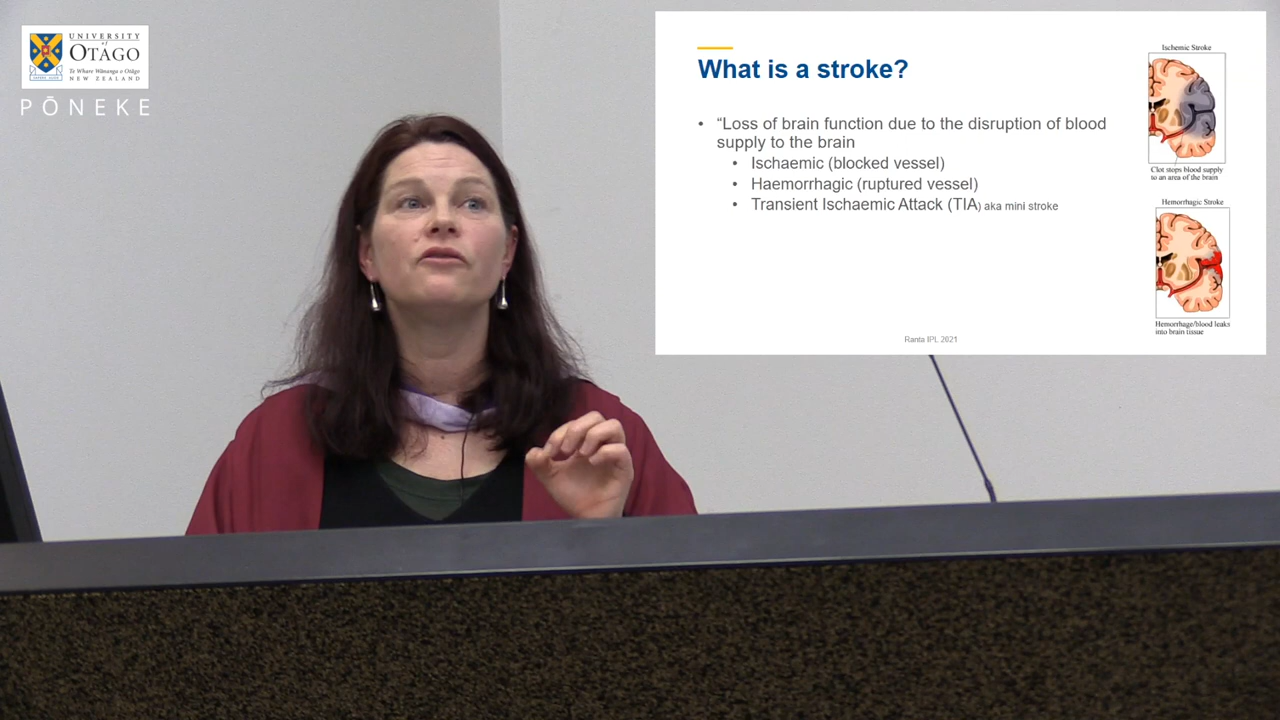 UNIVERSITY
of
OTAGO
Te Whare Wānanga o Otāgo
NEW ZEALAND
PŌNEKE
What is a stroke?
• “Loss of brain function due to the disruption of blood
supply to the brain
• Ischaemic (blocked vessel)
• Haemorrhagic (ruptured vessel)
• Transient Ischaemic Attack (TIA) aka mini stroke
Ischemic Stroke
Clot stops blood supply
to an area of the brain
Hemorrhagic Stroke
Hemorrhage/blood leaks
into brain tissue
Ranta IPL 2021